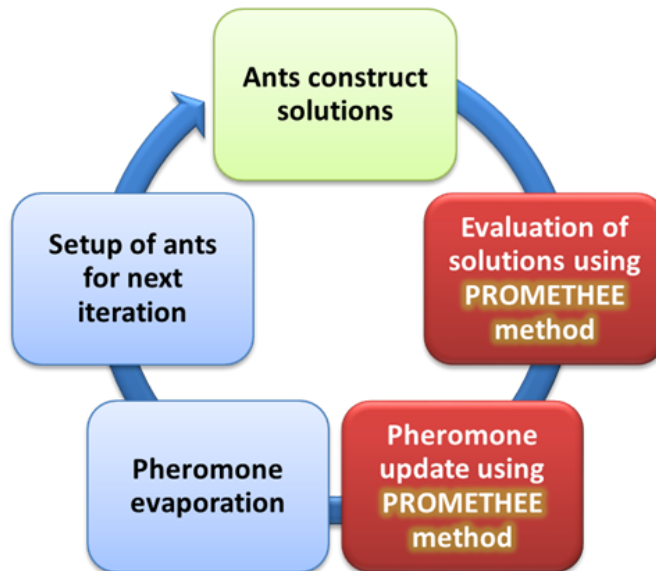 Ants construct
solutions
Evaluation of
solutions using
PROMETHEE
method
Pheromone
update using
PROMETHEE
method
Pheromone
evaporation
Setup of ants
for next
iteration